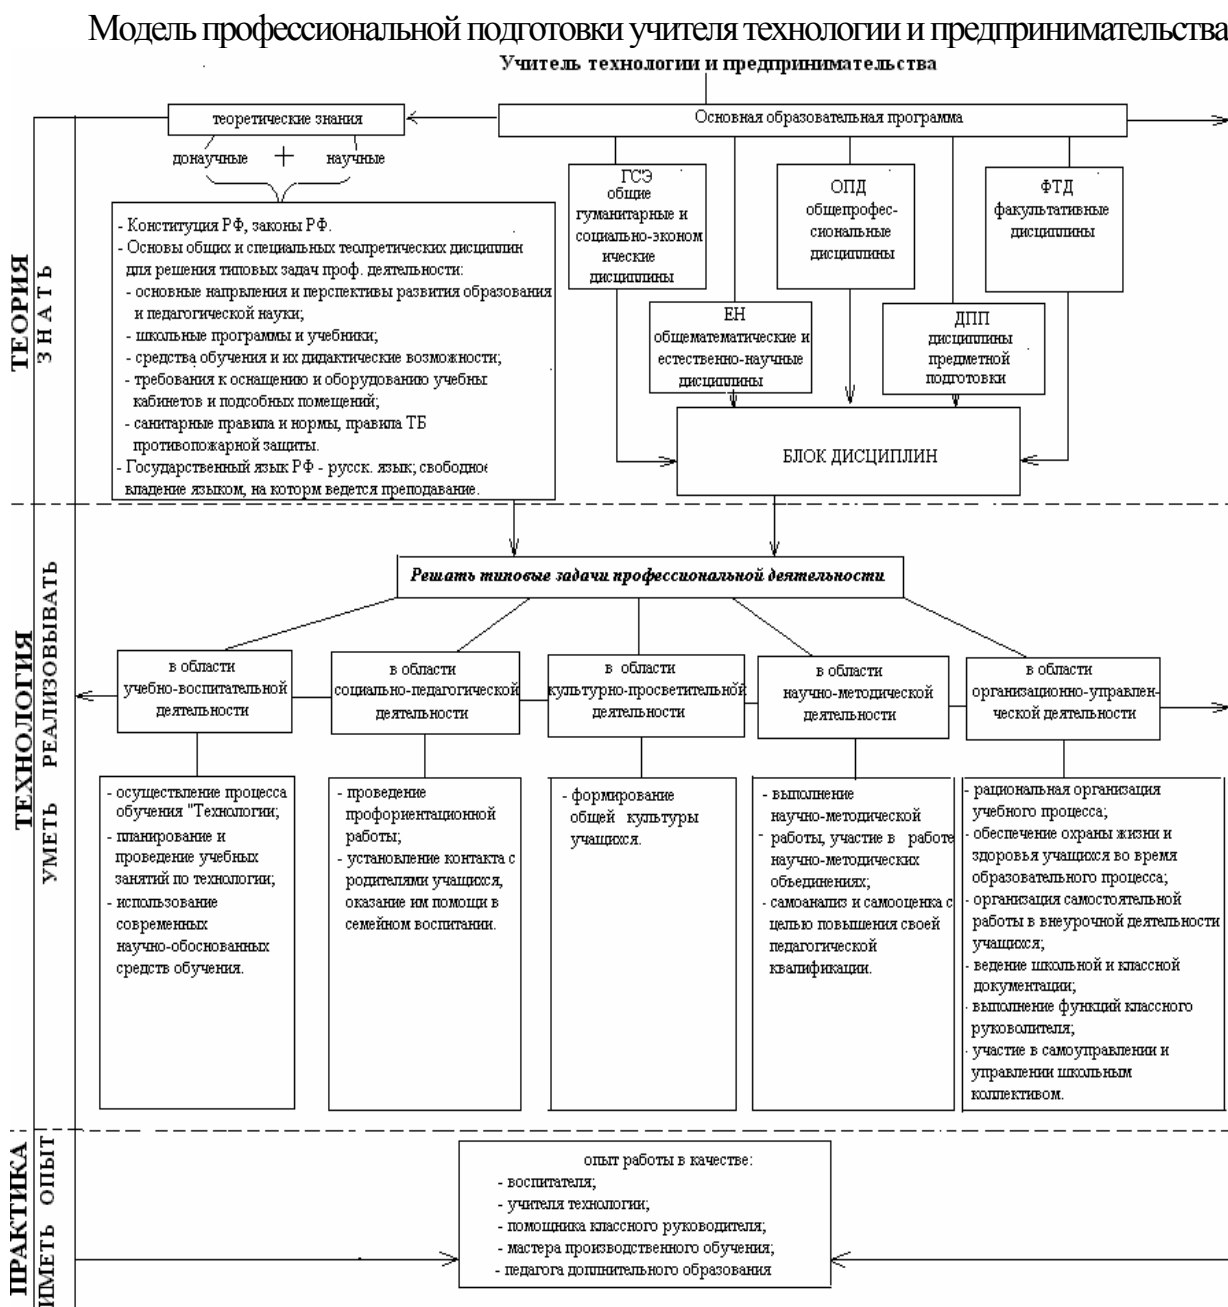 Модель профессиональной подготовки учителя технологии и предпринимательства
Учитель технологии и предпринимательства
теоретические знания
Основная образовательная программа
донаучные + научные
ГСЭ
общие
гуманитарные и
социально-эконом
ические
дисциплины
ОПД
общепрофес-
сиональные
дисциплины
ФТД
факультативные
дисциплины
ЕН
общематематические и
естественно-научные
дисциплины
ДПП
дисциплины
предметной
подготовки
БЛОК ДИСЦИПЛИН
ТЕОРИЯ
ЗНАТЬ
- Конституция РФ, законы РФ.
- Основы общих и специальных теолретических дисциплин
для решения типовых задач проф. деятельности:
- основные напрвления и перспективы развития образования
и педагогической науки;
- школьные программы и учебники;
- средства обучения и их дидактические возможности;
- требования к оснащению и оборудованию учебны
кабинетов и подсобных помещений;
- санитарные правила и нормы, правила ТБ
противопожарной защиты.
- Государственный язык РФ - русск. язык; свободное
владение языком, на которм ведется преподавание.
ТЕХНОЛОГИЯ
УМЕТЬ РЕАЛИЗОВЫВАТЬ
Решать типовые задачи профессиональной деятельности
в области
учебно-воспитательной
деятельности
в области
социально-педагогической
деятельности
в области
культурно-просветительной
деятельности
в области
научно-методической
деятельности
в области
организационно-управлен-
ческой деятельности
- осуществление процесса
обучения "Технологии;
- планирование и
проведение учебных
занятий по технологии;
- использование
современных
научно-обоснованных
средств обучения.
- проведение
профориентационной
работы;
- установление контакта с
родителями учащихся,
оказание им помощи в
семейном воспитании.
- формирование
общей культуры
учащихся.
- выполнение
научно-методической
работы, участие в работе
научно-методических
объединениях;
- самоанализ и самооценка с
целью повышения своей
педагогической
квалификации.
- рациональная организация
учебного процесса;
- обеспечение охраны жизни и
здоровья учащихся во время
образовательного процесса;
- организация самостоятельной
работы в внеурочной деятельности
учащихся;
- ведение школьной и классной
документации;
- выполнение функций классного
руковолителя;
- участие в самоуправлении и
управлении школьным
коллективом.
ПРАКТИКА
ИМЕТЬ ОПЫТ
опыт работы в качестве:
- воспитателя;
- учителя технологии;
- помощника классного руководителя;
- мастера производственного обучения;
- педагога доплнительного образования